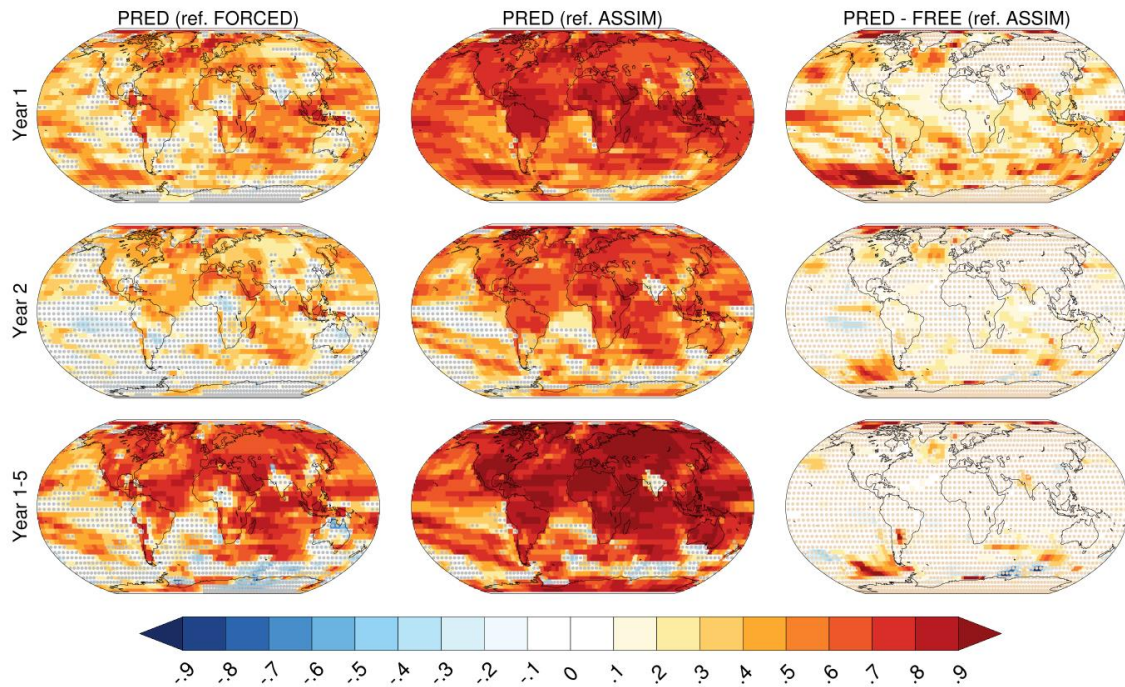 PRED (ref. FORCED) PRED (ref. ASSIM) PRED - FREE (ref. ASSIM)
Year 1
Year 2
Year 1-5
-.9 -.8 -.7 -.6 -.5 -.4 -.3 -.2 -.1 0 .1 .2 .3 .4 .5 .6 .7 .8 .9